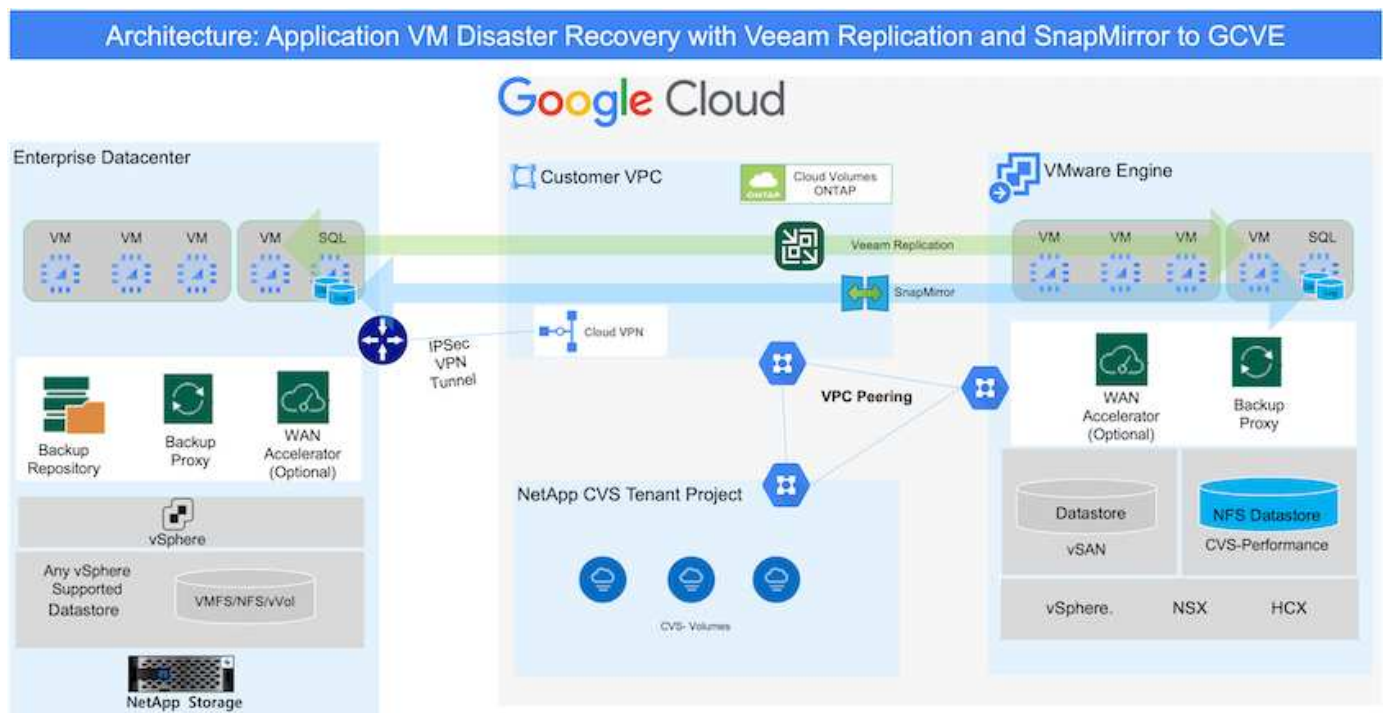 Architecture: Application VM Disaster Recovery with Veeam Replication and SnapMirror to GCVE
Google Cloud
Enterprise Datacenter
VM
VM
VM
VM
SQL
IPSec
VPN
Tunnel
Backup
Repository
Backup
Proxy
WAN
Accelerator
(Optional)
vSphere
Any vSphere
Supported
Datastore
VMFS/NFS/vVol
NetApp Storage
Customer VPC
ONTAP
Cloud Volumes
ONTAP
Veeam Replication
SnapMirror
Cloud VPN
VPC Peering
NetApp CVS Tenant Project
CVS- Volumes
VMware Engine
VM
VM
VM
VM
SQL
WAN
Accelerator
(Optional)
Backup
Proxy
Datastore
vSAN
NFS Datastore
CVS-Performance
vSphere.
NSX
HCX